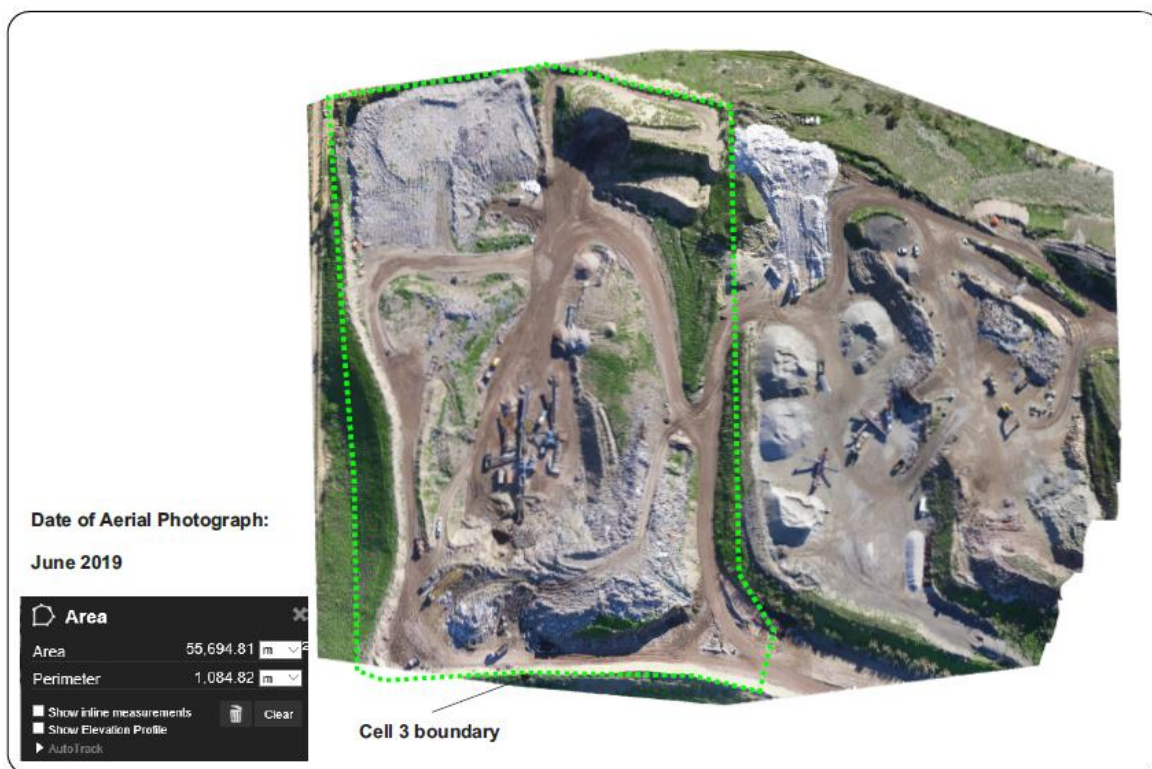 Date of Aerial Photograph:
June 2019
Area
Area 55,694.81 m 2
Perimeter 1,084.82 m
Show inline measurements
Clear
Show Elevation Profile
AutoTrack
Cell 3 boundary